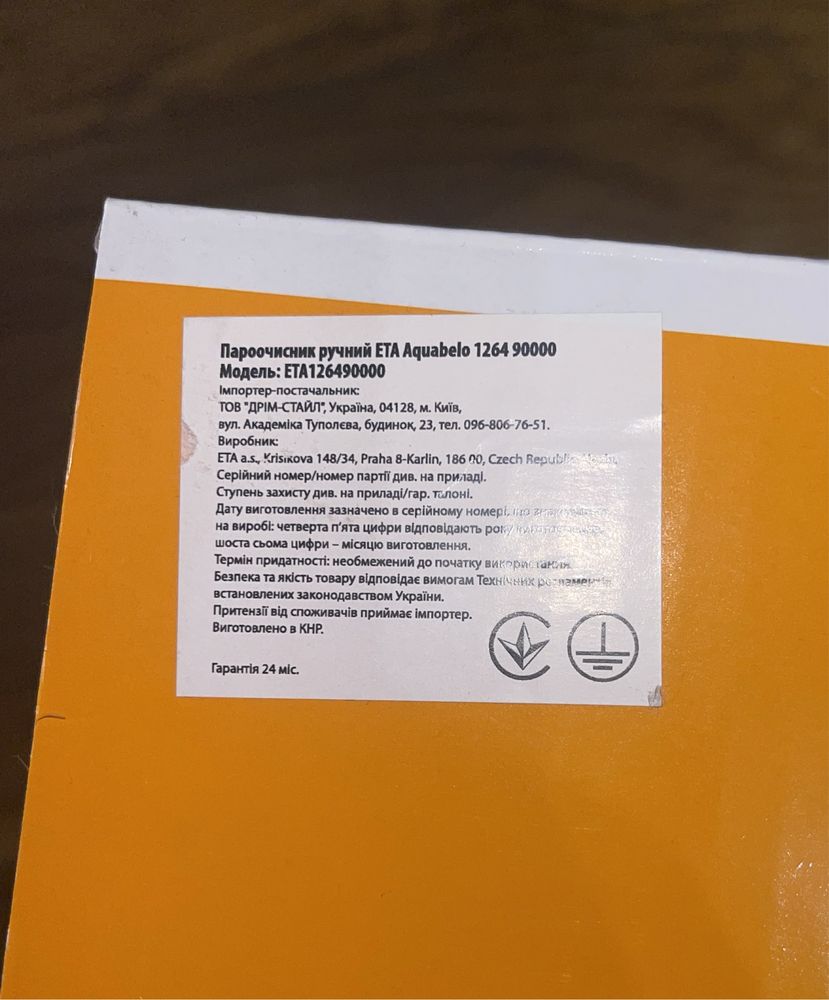 Пароочисник ручний ETA Aquabelo 1264 90000
Модель: ETA126490000
Імпортер-постачальник:
ТОВ "ДРІМ-СТАЙЛ", Україна, 04128, м. Київ,
вул. Академіка Туполєва, будинок, 23, тел. 096-806-76-51.
Виробник:
ETA a.s., Krisikova 148/34, Praha 8-Karlin, 186 00, Czech Republic
Серійний номер/номер партії див. на приладі.
Ступень захисту див. на приладі/гар. талоні.
Дату виготовлення зазначено в серійному номері, що
на виробі: четверта п'ята цифри відповідають року
шоста сьома цифри – місяцю виготовлення.
Термін придатності: необмежений до початку використання.
Безпека та якість товару відповідає вимогам Технічних регламентів,
встановлених законодавством України.
Притензії від споживачів приймає імпортер.
Виготовлено в КНР.
Гарантія 24 міс.